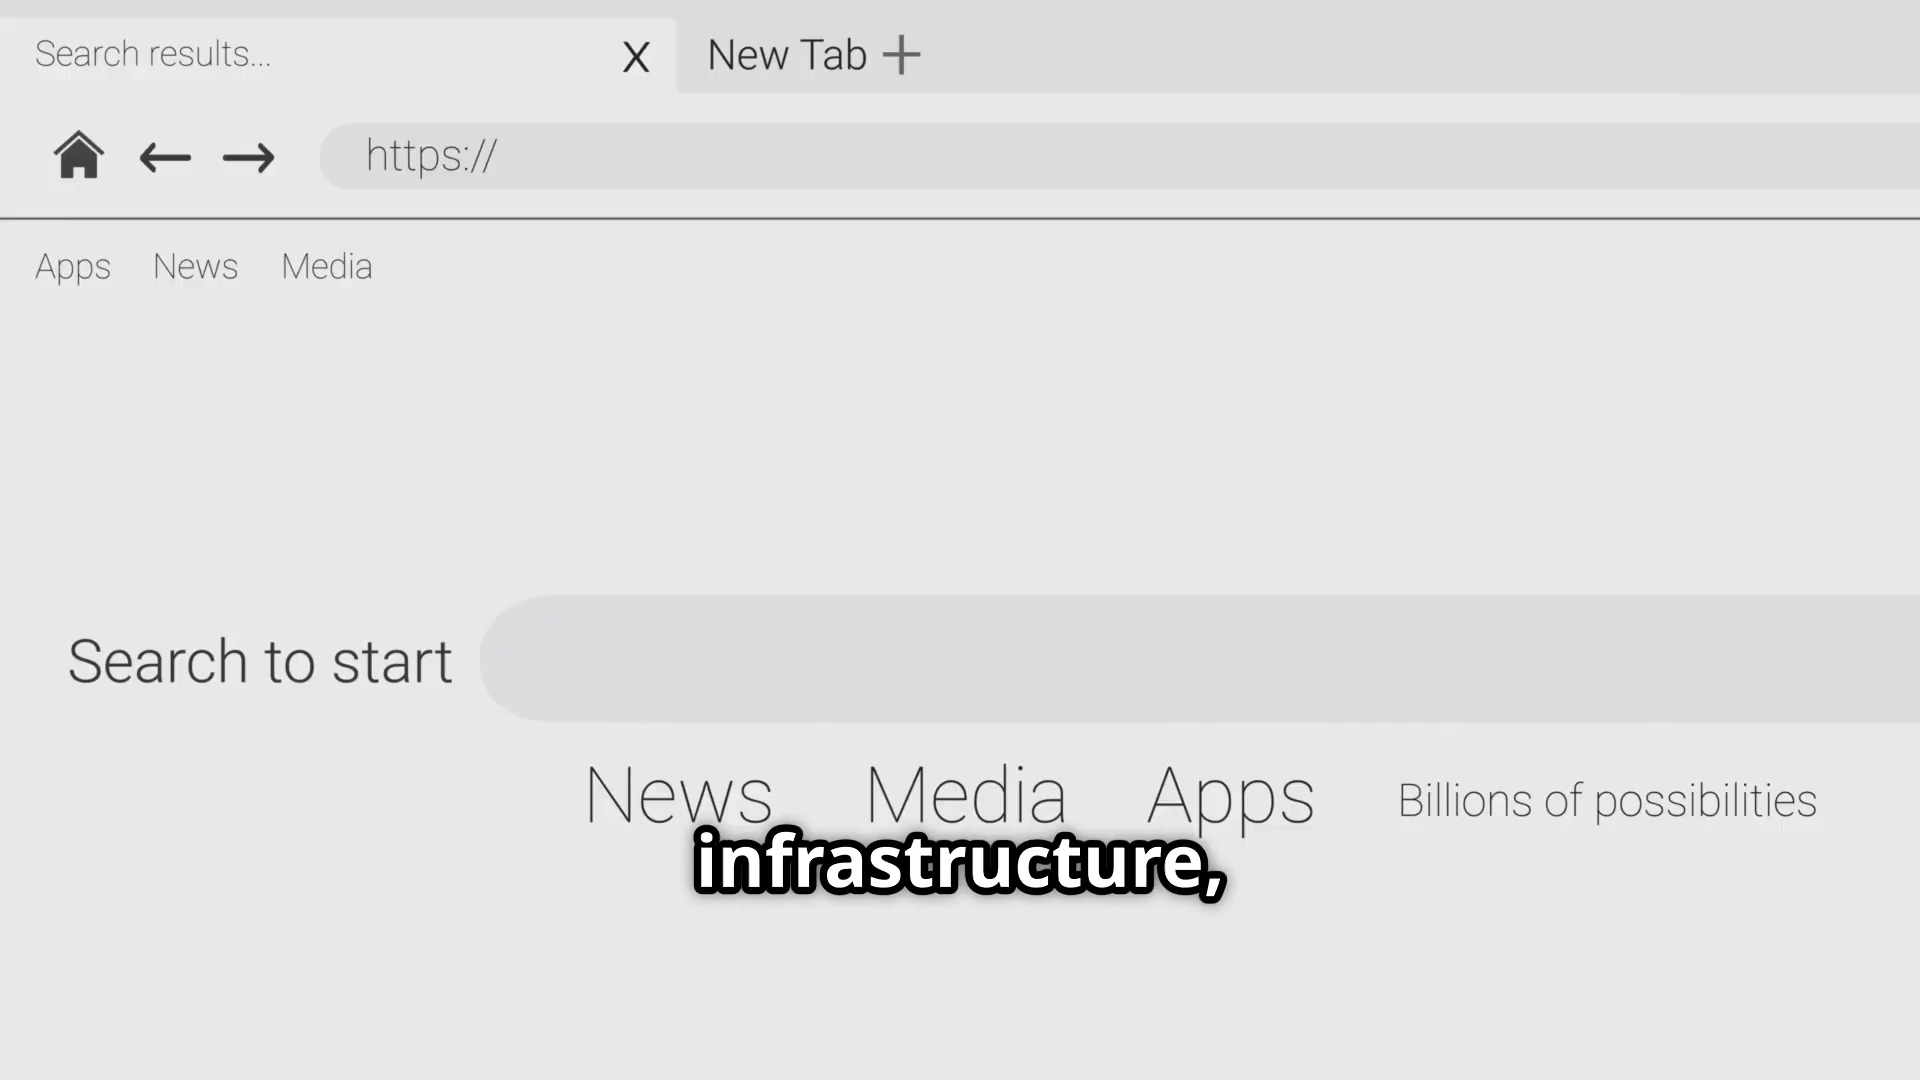 Search results... X New Tab +
https://
Apps News Media
Search to start
News Media Apps Billions of possibilities
infrastructure,